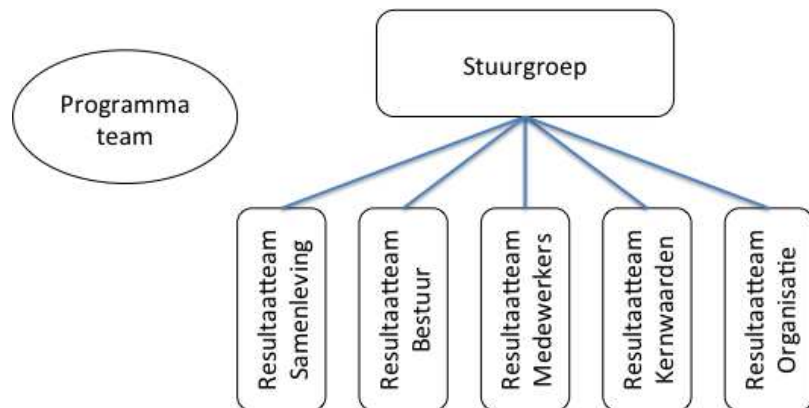 Programma
team
Stuurgroep
Resultaatteam
Samenleving
Resultaatteam
Bestuur
Resultaatteam
Medewerkers
Resultaatteam
Kernwaarden
Resultaatteam
Organisatie